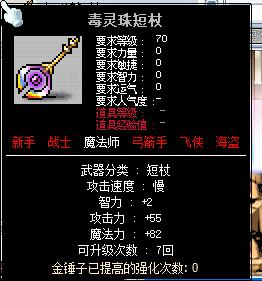 毒灵珠短杖
要求等级： 70
要求力量： 0
要求敏捷： 0
要求智力： 0
要求运气： 0
要求人气度：-
道具等级： -
道具经验值： -
新手 战士 魔法师 弓箭手 飞侠 海盗
武器分类 : 短杖
攻击速度 : 慢
智力 : +2
攻击力 : +55
魔法力 : +82
可升级次数 : 7回
金锤子已提高的强化次数: 0